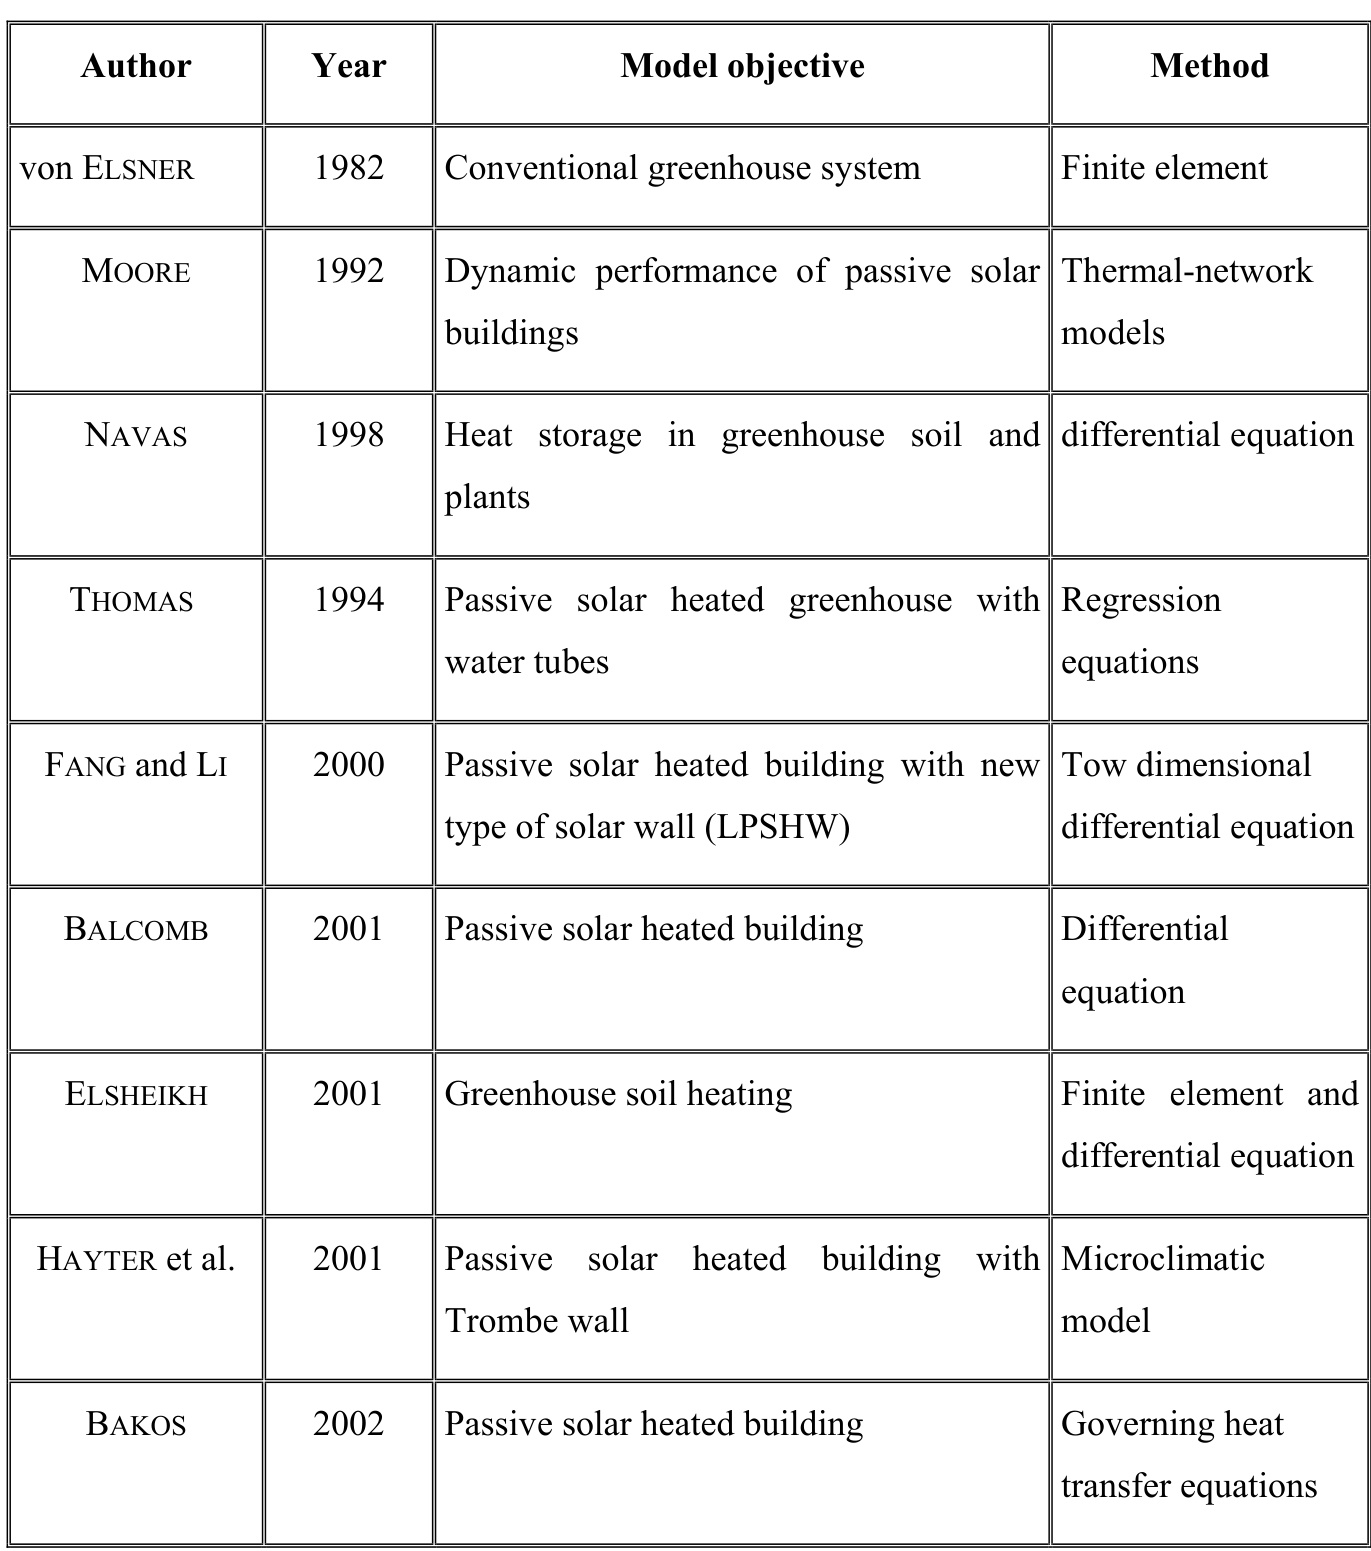 Author Year Model objective Method
von ELSNER 1982 Conventional greenhouse system Finite element
MOORE 1992 Dynamic performance of passive solar Thermal-network
buildings models
NAVAS 1998 Heat storage in greenhouse soil and differential equation
plants
THOMAS 1994 Passive solar heated greenhouse with Regression
water tubes equations
FANG and LI 2000 Passive solar heated building with new Tow dimensional
type of solar wall (LPSHW) differential equation
BALCOMB 2001 Passive solar heated building Differential
equation
ELSHEIKH 2001 Greenhouse soil heating Finite element and
differential equation
HAYTER et al. 2001 Passive solar heated building with Microclimatic
Trombe wall model
BAKOS 2002 Passive solar heated building Governing heat
transfer equations